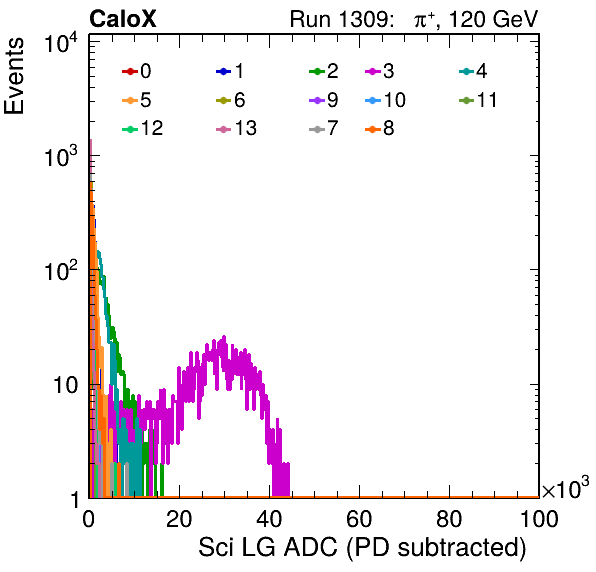 CaloX Run 1309: π⁺, 120 GeV
Events
10⁴
0 1 2 3 4
5 6 9 10 11
12 13 7 8
10³
10²
10
1
0 20 40 60 80 100
×10³
Sci LG ADC (PD subtracted)